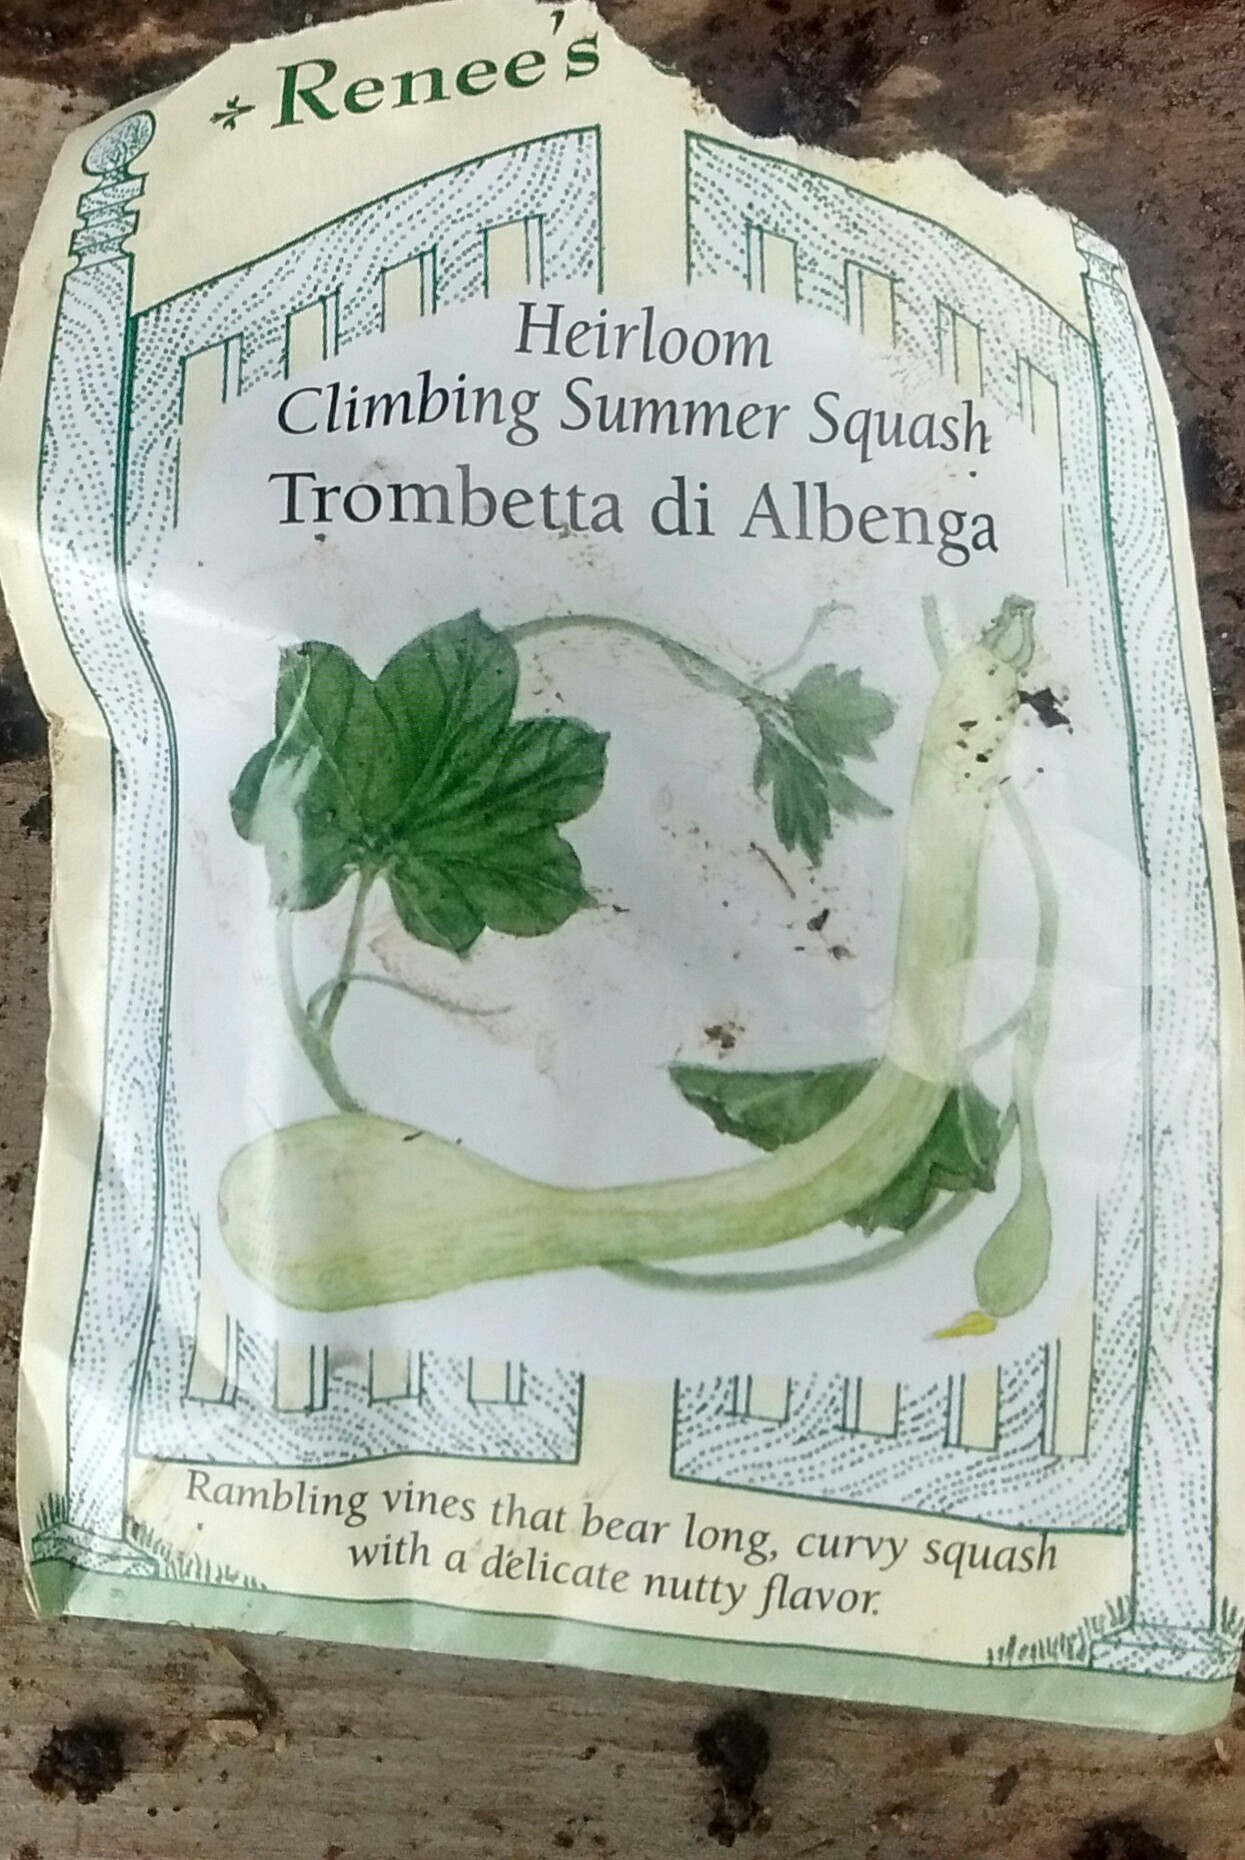 Renee's
Heirloom
Climbing Summer Squash
Trombetta di Albenga
Rambling vines that bear long, curvy squash
with a delicate nutty flavor.